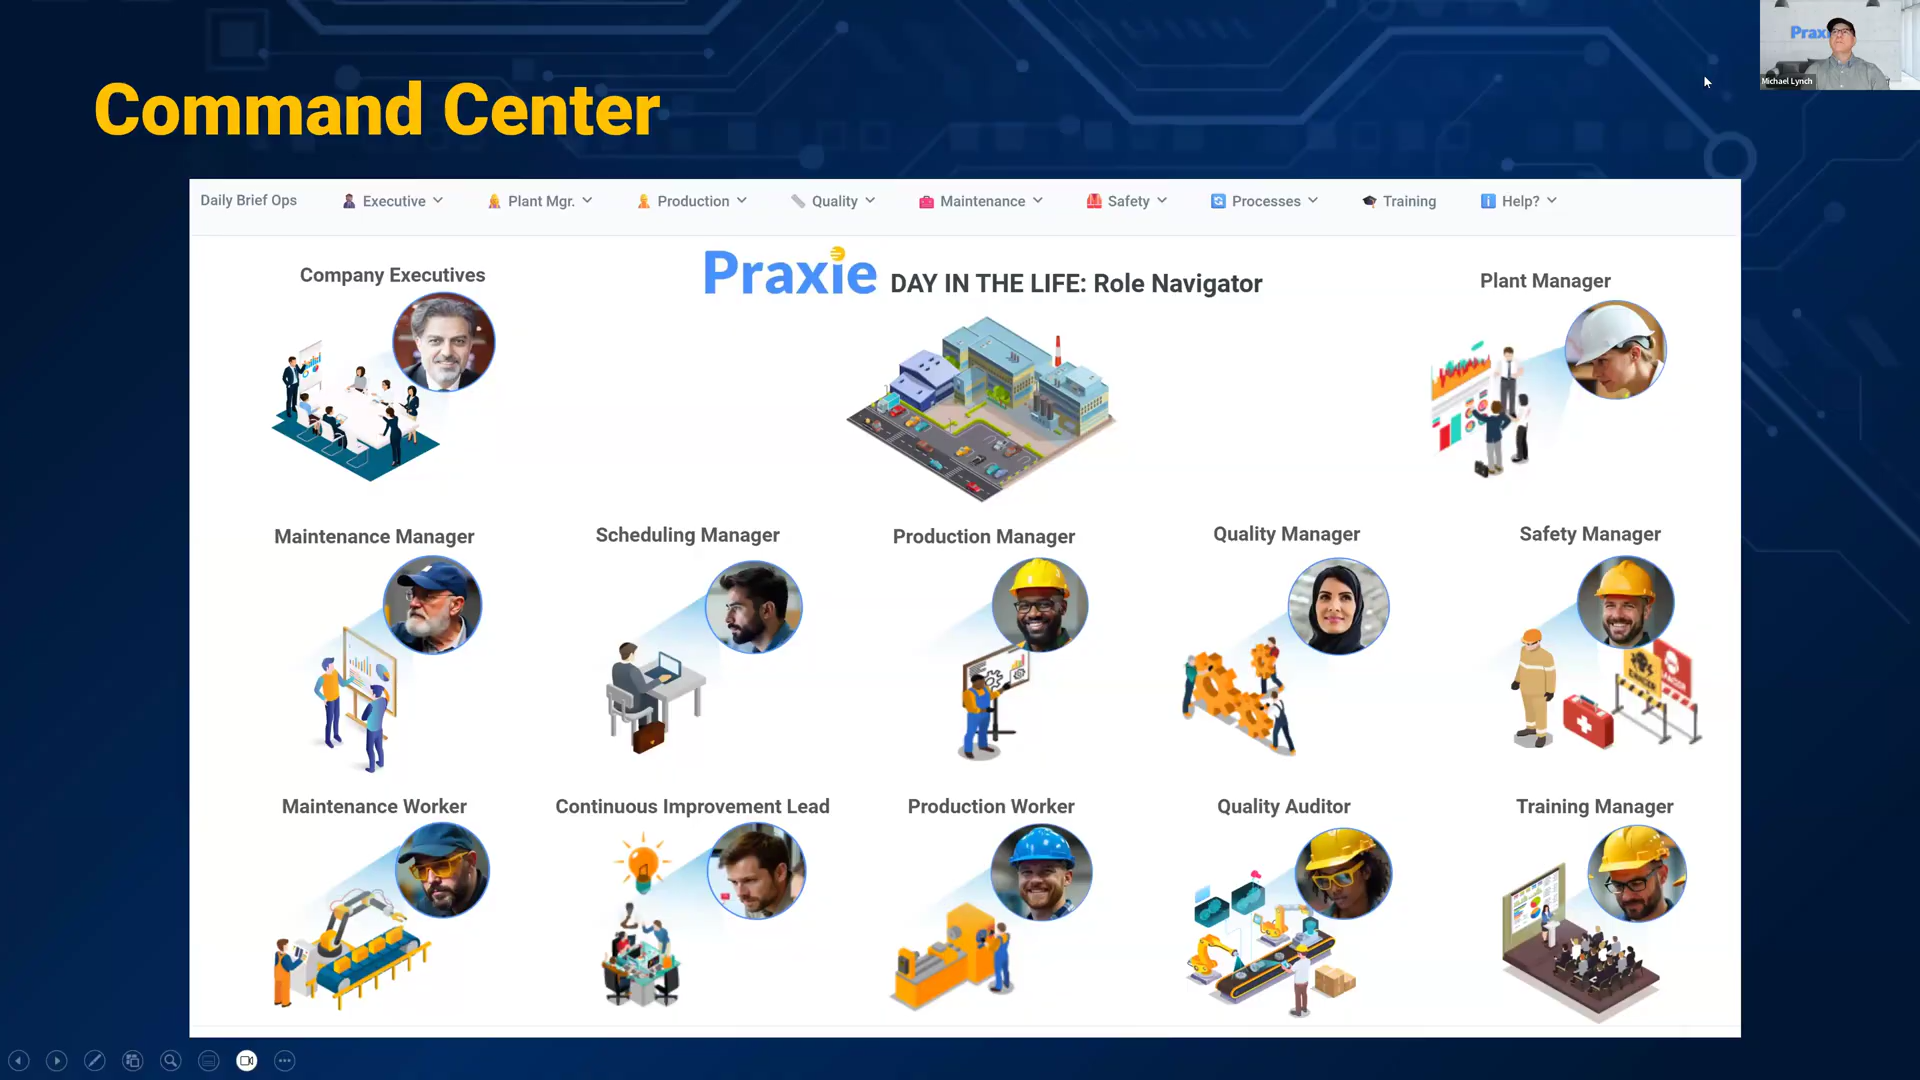 Command Center
Praxie
Michael Lynch
Daily Brief Ops Executive Plant Mgr. Production Quality Maintenance Safety Processes Training Help?
Praxie DAY IN THE LIFE: Role Navigator
Company Executives
Plant Manager
Maintenance Manager
Scheduling Manager
Production Manager
Quality Manager
Safety Manager
DANGER
Maintenance Worker
Continuous Improvement Lead
Production Worker
Quality Auditor
Training Manager